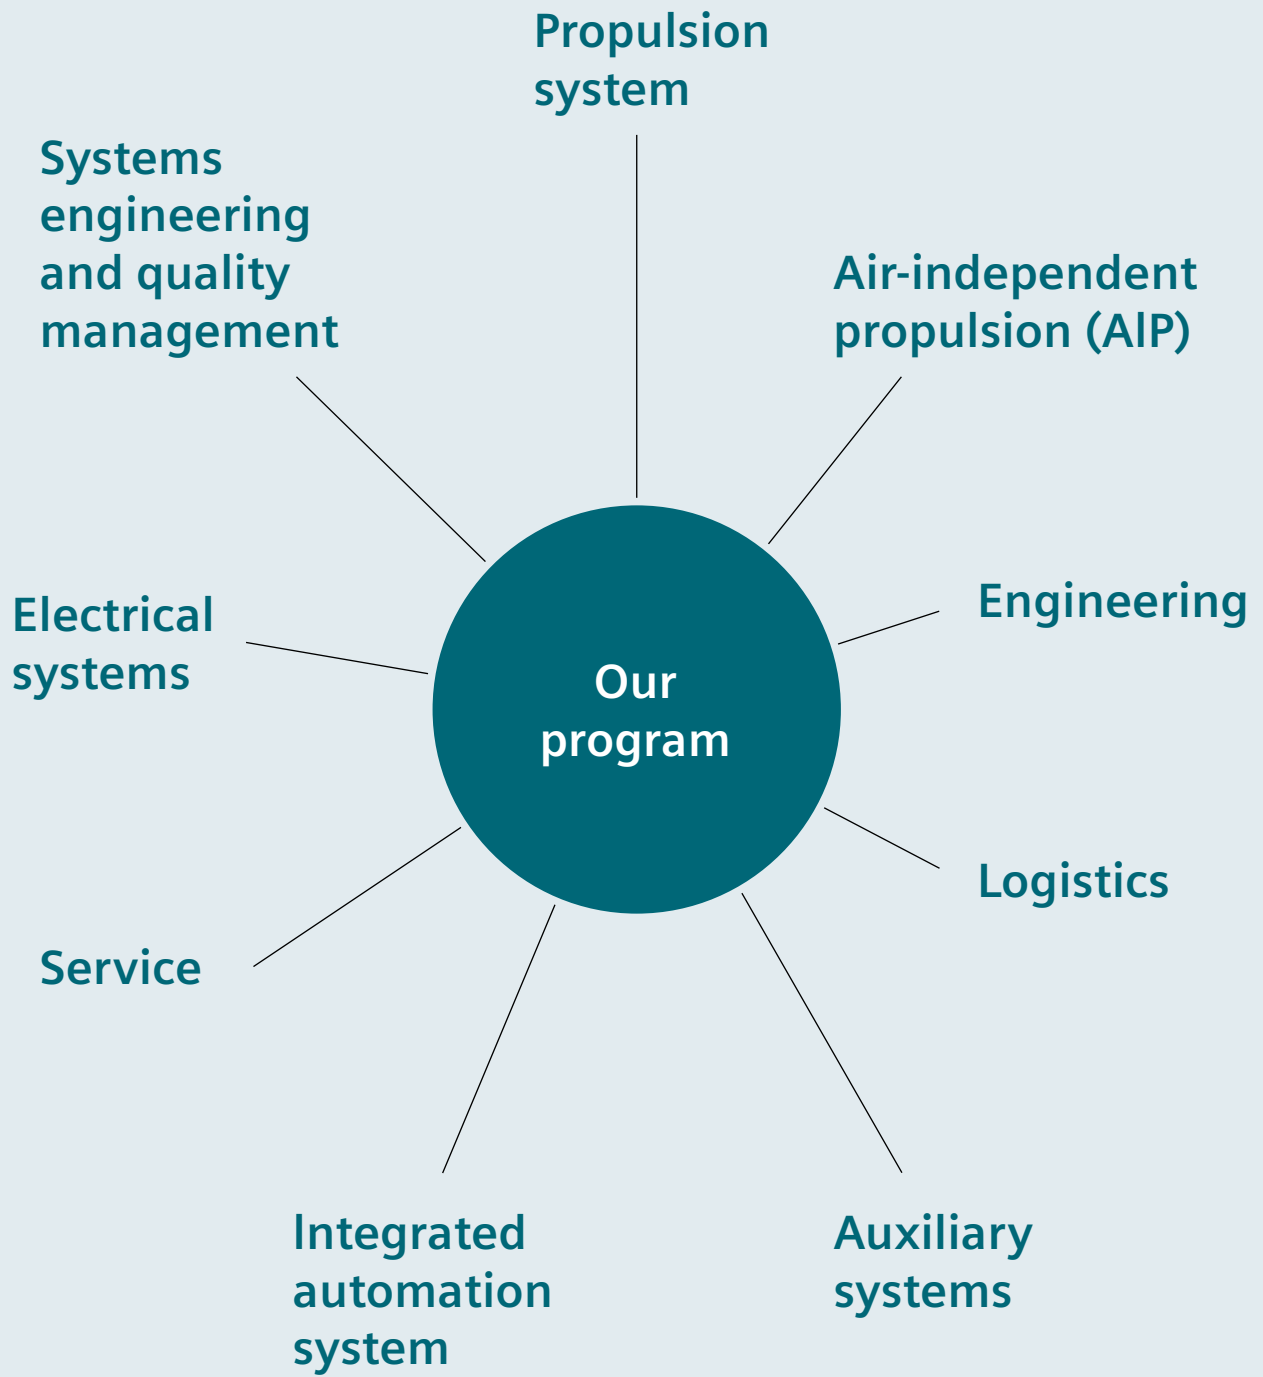 Propulsion
system
Systems
engineering
and quality
management
Air-independent
propulsion (AIP)
Electrical
systems
Engineering
Our
program
Logistics
Service
Integrated
automation
system
Auxiliary
systems